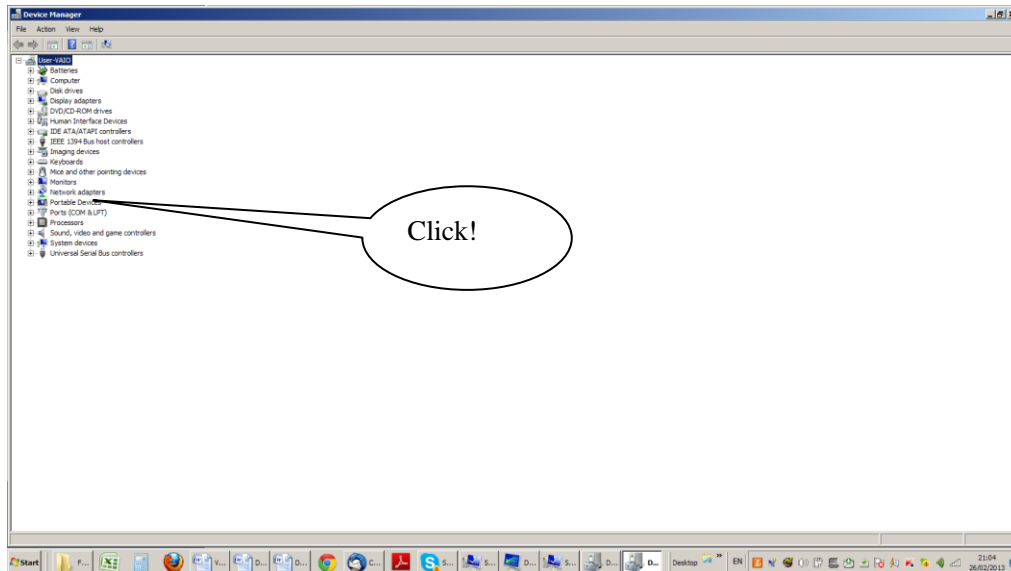 Device Manager
File Action View Help
User-VAIO
Batteries
Computer
Disk drives
Display adapters
DVD/CD-ROM drives
Human Interface Devices
IDE ATA/ATAPI controllers
IEEE 1394 Bus host controllers
Imaging devices
Keyboards
Mice and other pointing devices
Monitors
Network adapters
Portable Devices
Ports (COM & LPT)
Processors
Sound, video and game controllers
System devices
Universal Serial Bus controllers
Click!
Start F... V... D... D... C... S... S... D... S... D... D... Desktop » EN 21:04
26/02/2013